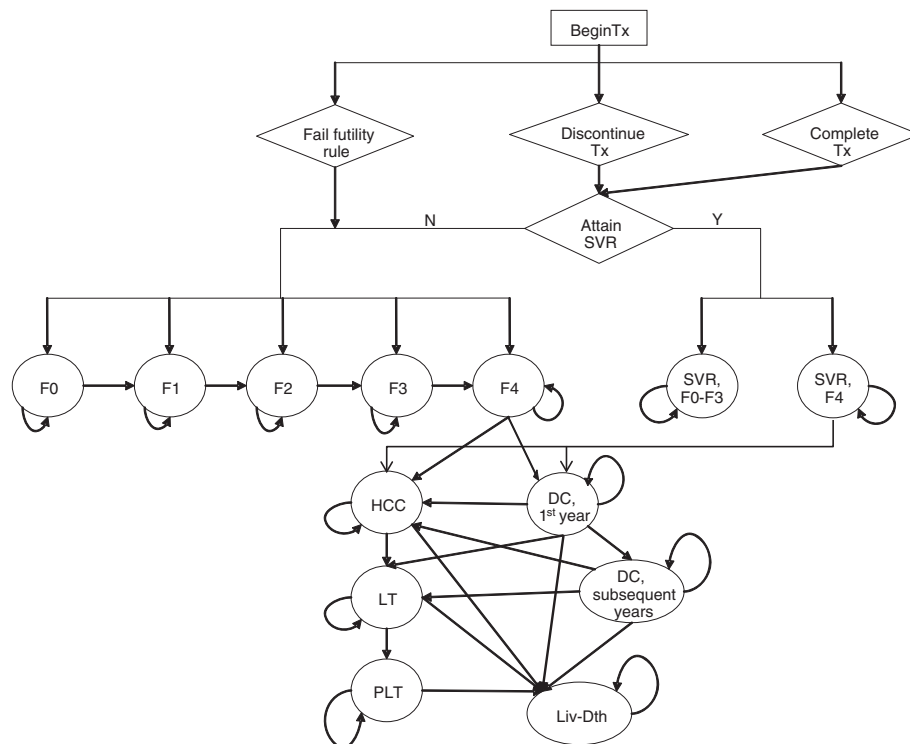 BeginTx
Fail futility
rule
Discontinue
Tx
Complete
Tx
N
Attain
SVR
Y
F0
F1
F2
F3
F4
SVR,
F0-F3
SVR,
F4
HCC
DC,
1st year
LT
DC,
subsequent
years
PLT
Liv-Dth